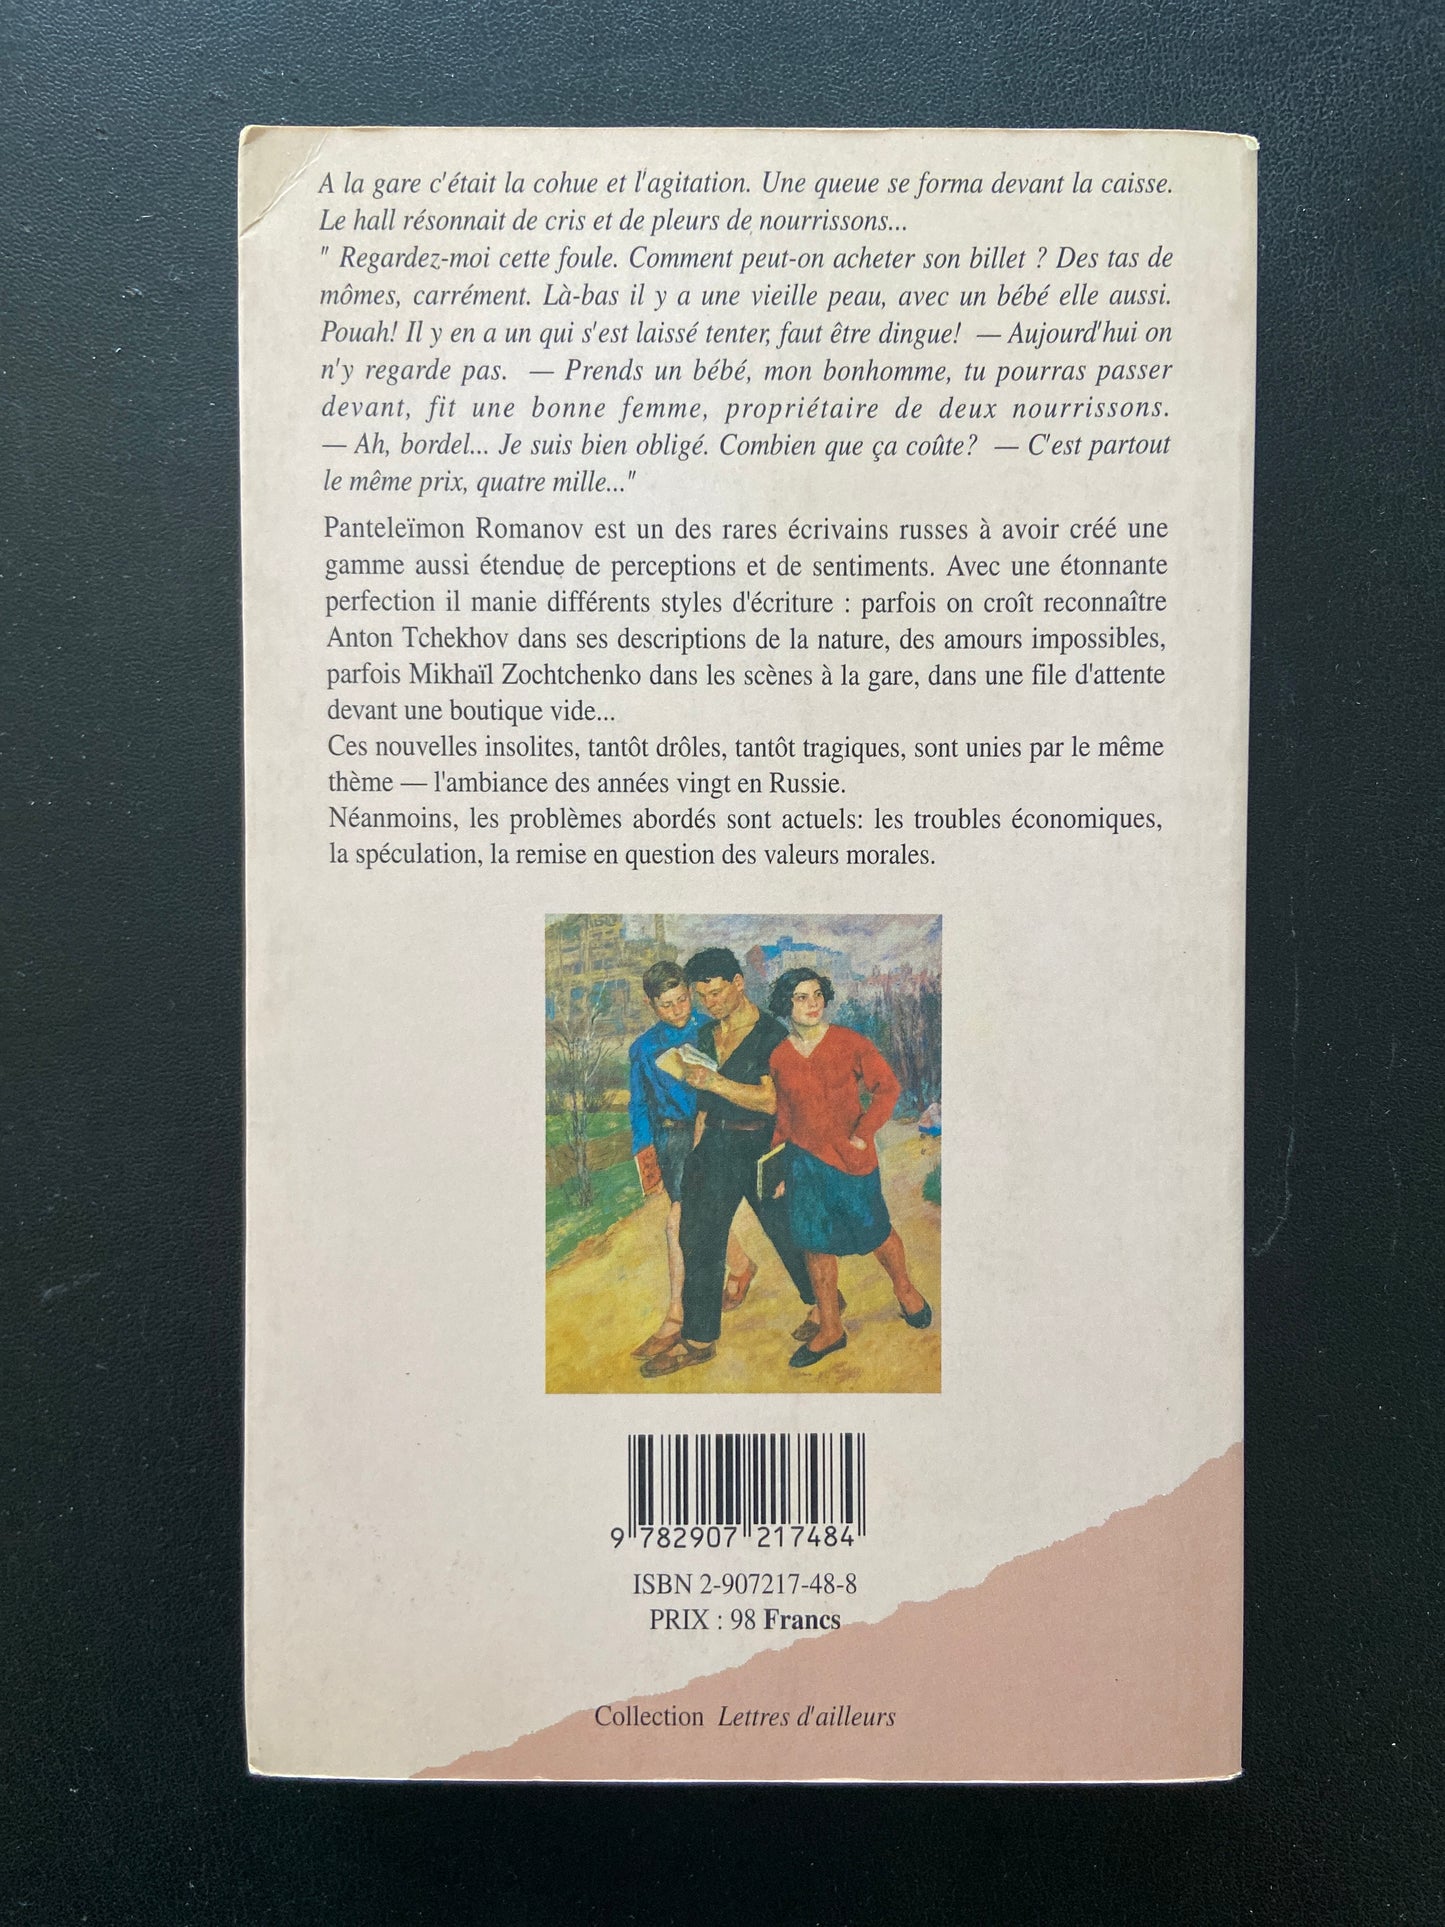 A la gare c'était la cohue et l'agitation. Une queue se forma devant la caisse.
Le hall résonnait de cris et de pleurs de nourrissons...
" Regardez-moi cette foule. Comment peut-on acheter son billet ? Des tas de
mômes, carrément. Là-bas il y a une vieille peau, avec un bébé elle aussi.
Pouah! Il y en a un qui s'est laissé tenter, faut être dingue! — Aujourd'hui on
n'y regarde pas. — Prends un bébé, mon bonhomme, tu pourras passer
devant, fit une bonne femme, propriétaire de deux nourrissons.
— Ah, bordel... Je suis bien obligé. Combien que ça coûte? — C'est partout
le même prix, quatre mille..."
Panteleïmon Romanov est un des rares écrivains russes à avoir créé une
gamme aussi étendue de perceptions et de sentiments. Avec une étonnante
perfection il manie différents styles d'écriture : parfois on croît reconnaître
Anton Tchekhov dans ses descriptions de la nature, des amours impossibles,
parfois Mikhaïl Zochtchenko dans les scènes à la gare, dans une file d'attente
devant une boutique vide...
Ces nouvelles insolites, tantôt drôles, tantôt tragiques, sont unies par le même
thème — l'ambiance des années vingt en Russie.
Néanmoins, les problèmes abordés sont actuels: les troubles économiques,
la spéculation, la remise en question des valeurs morales.
9 782907 217484
ISBN 2-907217-48-8
PRIX : 98 Francs
Collection Lettres d'ailleurs